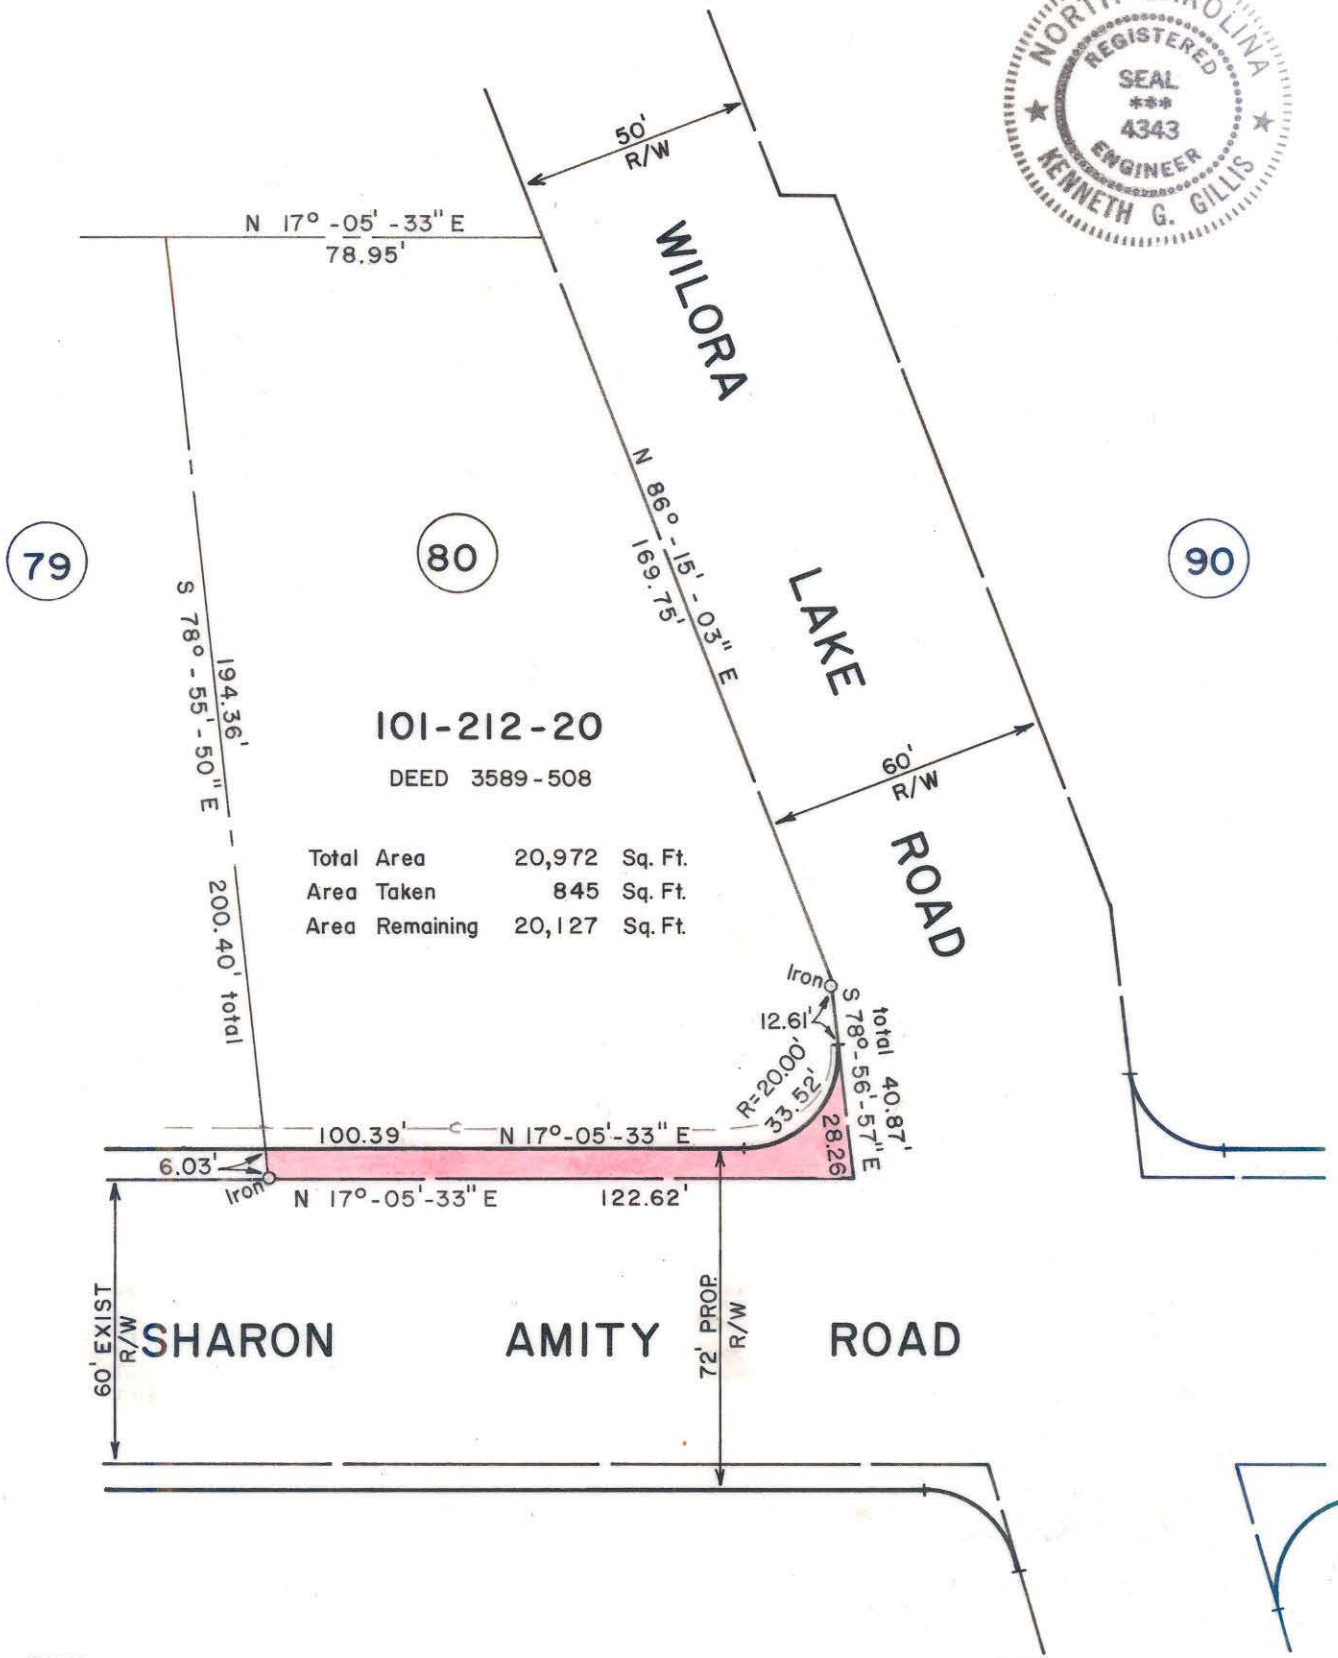 NORTH CAROLINA
REGISTERED
SEAL
***
4343
ENGINEER
KENNETH G. GILLIS
50'
R/W
N 17° -05' -33" E
78.95'
WILORA
LAKE
ROAD
N 86° -15' - 03" E
169.75'
79
80
90
194.36'
S 78° - 55' - 50" E
200.40' total
101-212-20
DEED 3589-508
60'
R/W
Total Area 20,972 Sq. Ft.
Area Taken 845 Sq. Ft.
Area Remaining 20,127 Sq. Ft.
Iron
12.61'
total 40.87'
S 78°-56'-57" E
R=20.00'
33.52'
28.26
100.39' C N 17°-05'-33" E
6.03'
Iron
N 17°-05'-33" E 122.62'
60' EXIST
R/W
72' PROP.
R/W
SHARON AMITY ROAD